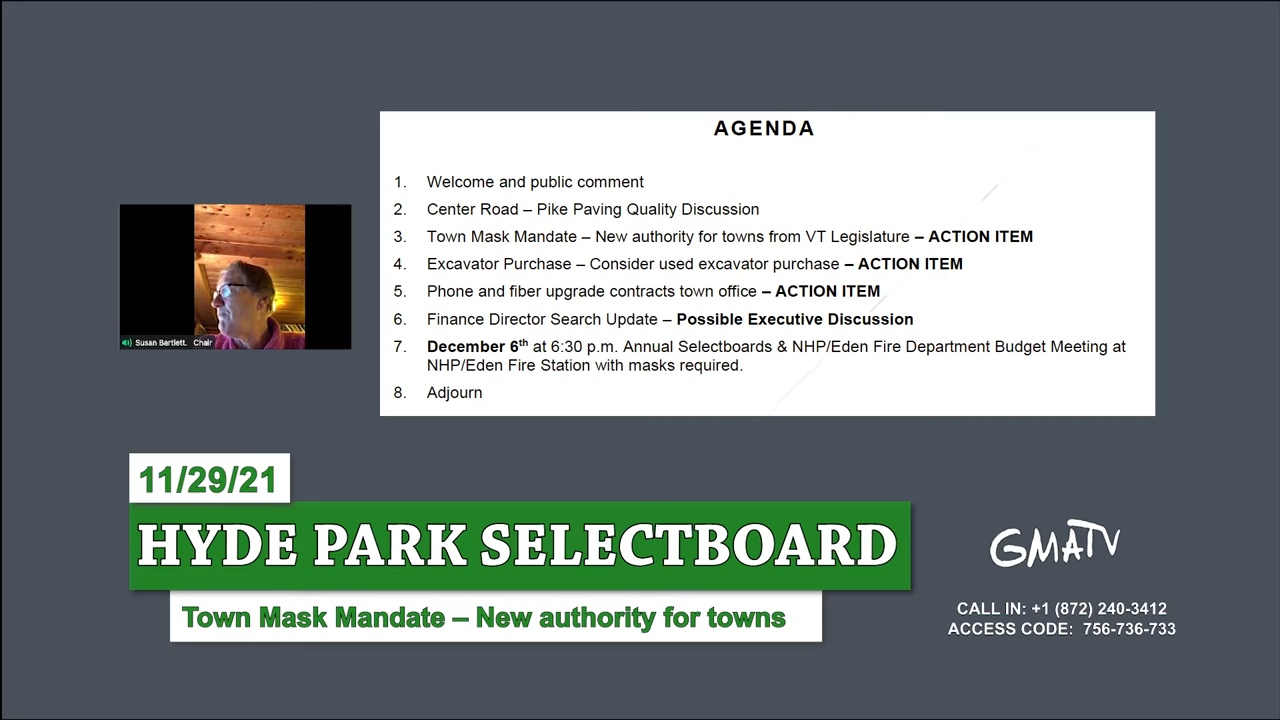 AGENDA
1. Welcome and public comment
2. Center Road – Pike Paving Quality Discussion
3. Town Mask Mandate – New authority for towns from VT Legislature – ACTION ITEM
4. Excavator Purchase – Consider used excavator purchase – ACTION ITEM
5. Phone and fiber upgrade contracts town office – ACTION ITEM
6. Finance Director Search Update – Possible Executive Discussion
7. December 6th at 6:30 p.m. Annual Selectboards & NHP/Eden Fire Department Budget Meeting at
NHP/Eden Fire Station with masks required.
8. Adjourn
Susan Bartlett. Chair
11/29/21
HYDE PARK SELECTBOARD
Town Mask Mandate – New authority for towns
GMATV
CALL IN: +1 (872) 240-3412
ACCESS CODE: 756-736-733